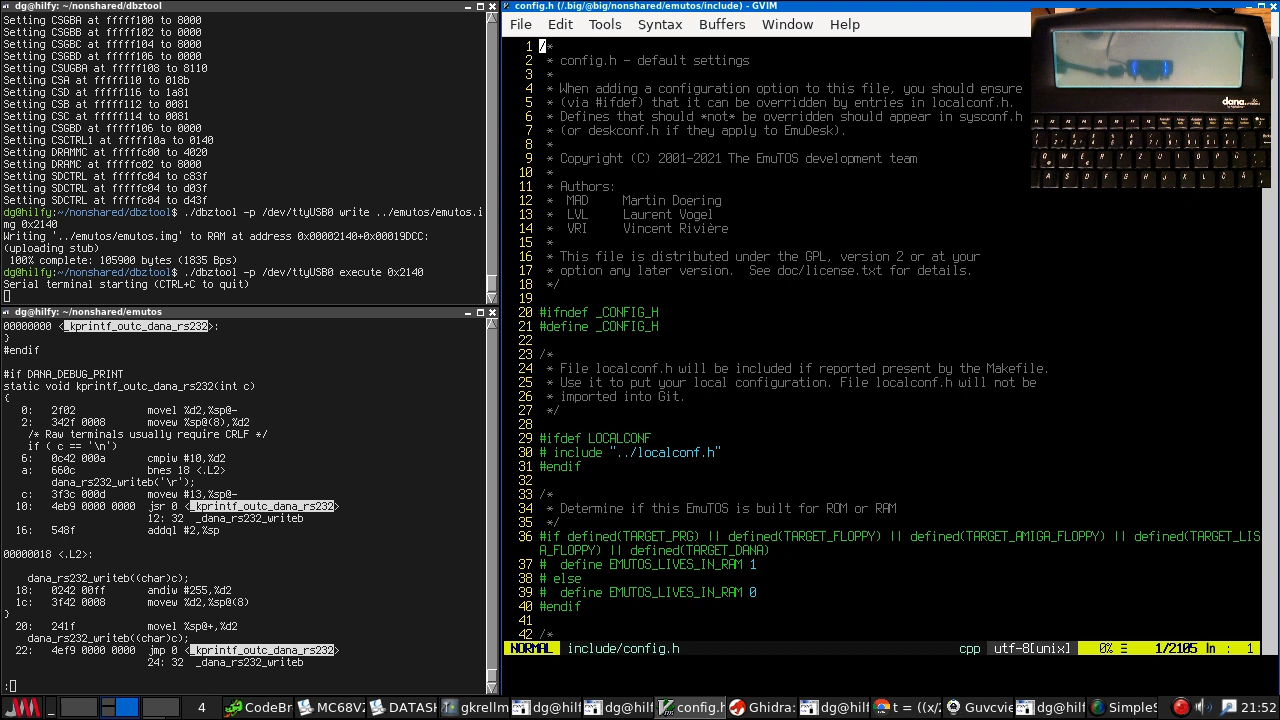 dg@hilfy: ~/nonshared/dbztool
Setting CSGBA at fffff100 to 8000
Setting CSGBB at fffff102 to 0000
Setting CSGBC at fffff104 to 8000
Setting CSGBD at fffff106 to 0000
Setting CSUGBA at fffff108 to 8110
Setting CSA at fffff110 to 018b
Setting CSD at fffff116 to 1a81
Setting CSB at fffff112 to 0081
Setting CSC at fffff114 to 0081
Setting CSGBD at fffff106 to 0000
Setting SCTRL1 at fffff10a to 0140
Setting DRAMMC at fffffc00 to 4020
Setting DRAMC at fffffc02 to 8000
Setting SDCTRL at fffffc04 to c83f
Setting SDCTRL at fffffc04 to d03f
Setting SDCTRL at fffffc04 to d43f
dg@hilfy:~/nonshared/dbztool$ ./dbztool -p /dev/ttyUSB0 write ../emutos/emutos.i
mg 0x2140
Writing '../emutos/emutos.img' to RAM at address 0x00002140+0x00019DCC:
(uploading stub)
100% complete: 105900 bytes (1835 Bps)
dg@hilfy:~/nonshared/dbztool$ ./dbztool -p /dev/ttyUSB0 execute 0x2140
Serial terminal starting (CTRL+C to quit)
dg@hilfy: ~/nonshared/emutos
00000000 <_kprintf_outc_dana_rs232>:
}
#endif
#if DANA_DEBUG_PRINT
static void kprintf_outc_dana_rs232(int c)
{
0: 2f02 movel %d2,%sp@-
2: 342f 0008 movew %sp@(8),%d2
/* Raw terminals usually require CRLF */
if ( c == '\n')
6: 0c42 000a cmpiw #10,%d2
a: 660c bnes 18 <.L2>
dana_rs232_writeb('\r');
c: 3f3c 000d movew #13,%sp@-
10: 4eb9 0000 0000 jsr 0 <_kprintf_outc_dana_rs232>
12: 32 _dana_rs232_writeb
16: 548f addql #2,%sp
00000018 <.L2>:
dana_rs232_writeb((char)c);
18: 0242 00ff andiw #255,%d2
1c: 3f42 0008 movew %d2,%sp@(8)
}
20: 241f movel %sp@+,%d2
dana_rs232_writeb((char)c);
22: 4ef9 0000 0000 jmp 0 <_kprintf_outc_dana_rs232>
24: 32 _dana_rs232_writeb
:
config.h (/.big/@big/nonshared/emutos/include) - GVIM
File Edit Tools Syntax Buffers Help
1 /*
2 * config.h - default settings
3 *
4 * When adding a configuration option to this file, you should ensure
5 * (via #ifdef) that it can be overridden by entries in localconf.h.
6 * Defines that should *not* be overridden should appear in sysconf.h
7 * (or deskconf.h if they apply to EmuDesk).
8 *
9 * Copyright (C) 2001-2021 The EmuTOS development team
10 *
11 * Authors:
12 * MAD Martin Doering
13 * LVL Laurent Vogel
14 * VRI Vincent Rivière
15 *
16 * This file is distributed under the GPL, version 2 or at your
17 * option any later version. See doc/license.txt for details.
18 */
19
20 #ifndef _CONFIG_H
21 #define _CONFIG_H
22
23 /*
24 * File localconf.h will be included if reported present by the Makefile.
25 * Use it to put your local configuration. File localconf.h will not be
26 * imported into Git.
27 */
28
29 #ifdef LOCALCONF
30 # include "../localconf.h"
31 #endif
32
33 /*
34 * Determine if this EmuTOS is built for ROM or RAM
35 */
36 #if defined(TARGET_PRG) || defined(TARGET_FLOPPY) || defined(TARGET_AMIGA_FLOPPY) || defined(TARGET_LIS
A_FLOPPY) || defined(TARGET_DANA)
37 # define EMUTOS_LIVES_IN_RAM 1
38 # else
39 # define EMUTOS_LIVES_IN_RAM 0
40 #endif
41
42 /*
NORMAL include/config.h cpp utf-8[unix] 0% 1/2105 ln : 1
dana
4 CodeBr MC68V DATAS gkrellm dg@hilf dg@hilf config.h Ghidra: dg@hilf t = ((x/ Guvcvie dg@hilf SimpleS 21:52